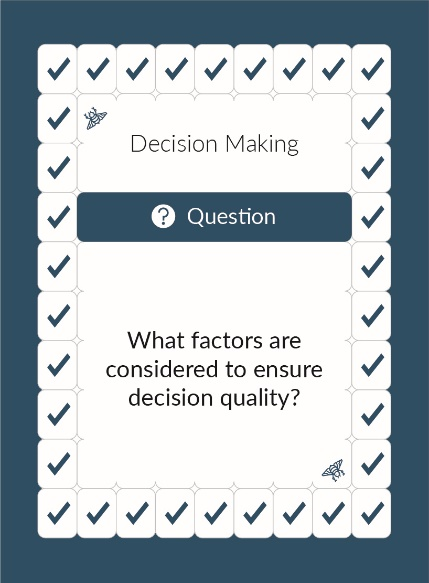 Decision Making
? Question
What factors are
considered to ensure
decision quality?